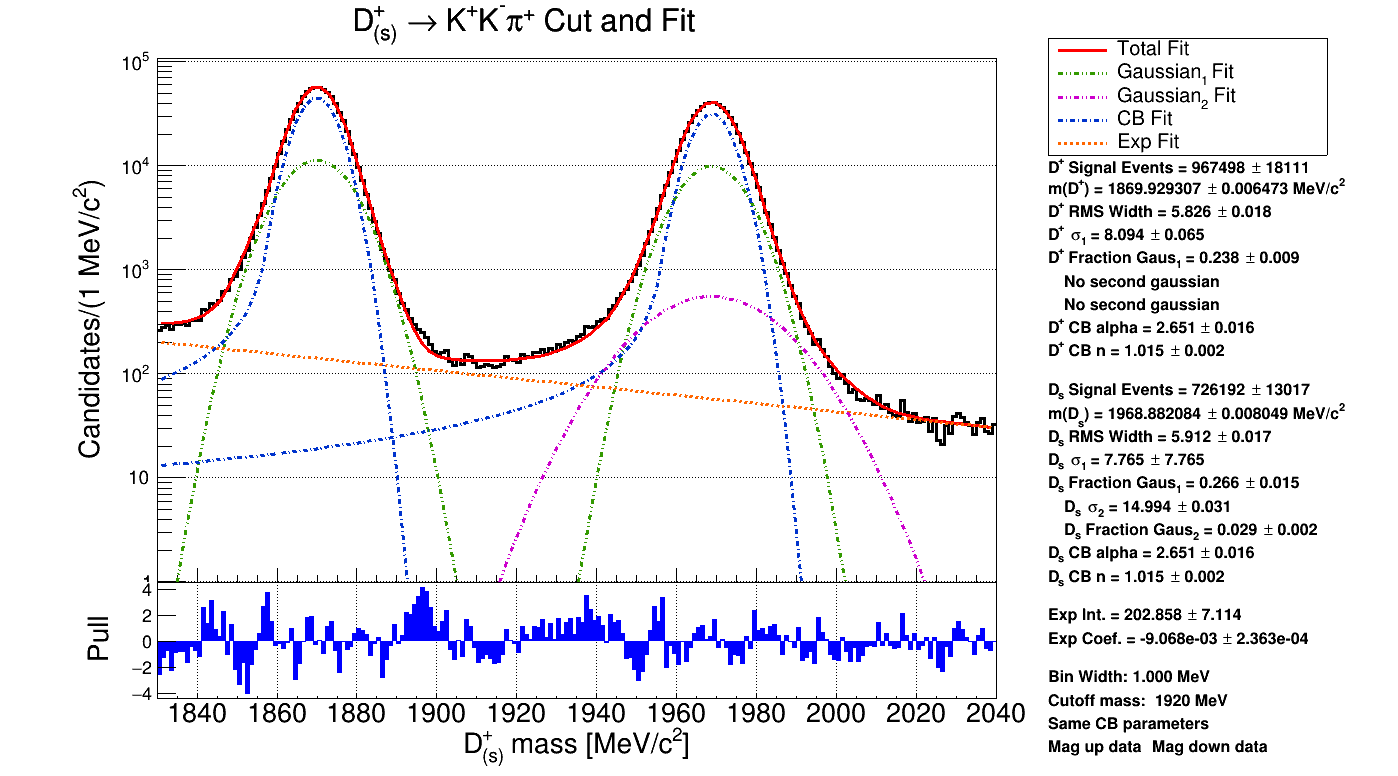 D⁺₍ₛ₎ → K⁺K⁻π⁺ Cut and Fit
Candidates/(1 MeV/c²)
10⁵
10⁴
10³
10²
10
1
Pull
4
2
0
−2
−4
1840 1860 1880 1900 1920 1940 1960 1980 2000 2020 2040
D⁺₍ₛ₎ mass [MeV/c²]
Total Fit
Gaussian₁ Fit
Gaussian₂ Fit
CB Fit
Exp Fit
D⁺ Signal Events = 967498 ± 18111
m(D⁺) = 1869.929307 ± 0.006473 MeV/c²
D⁺ RMS Width = 5.826 ± 0.018
D⁺ σ₁ = 8.094 ± 0.065
D⁺ Fraction Gaus₁ = 0.238 ± 0.009
No second gaussian
No second gaussian
D⁺ CB alpha = 2.651 ± 0.016
D⁺ CB n = 1.015 ± 0.002
Dₛ Signal Events = 726192 ± 13017
m(Dₛ) = 1968.882084 ± 0.008049 MeV/c²
Dₛ RMS Width = 5.912 ± 0.017
Dₛ σ₁ = 7.765 ± 7.765
Dₛ Fraction Gaus₁ = 0.266 ± 0.015
Dₛ σ₂ = 14.994 ± 0.031
Dₛ Fraction Gaus₂ = 0.029 ± 0.002
Dₛ CB alpha = 2.651 ± 0.016
Dₛ CB n = 1.015 ± 0.002
Exp Int. = 202.858 ± 7.114
Exp Coef. = -9.068e-03 ± 2.363e-04
Bin Width: 1.000 MeV
Cutoff mass: 1920 MeV
Same CB parameters
Mag up data Mag down data